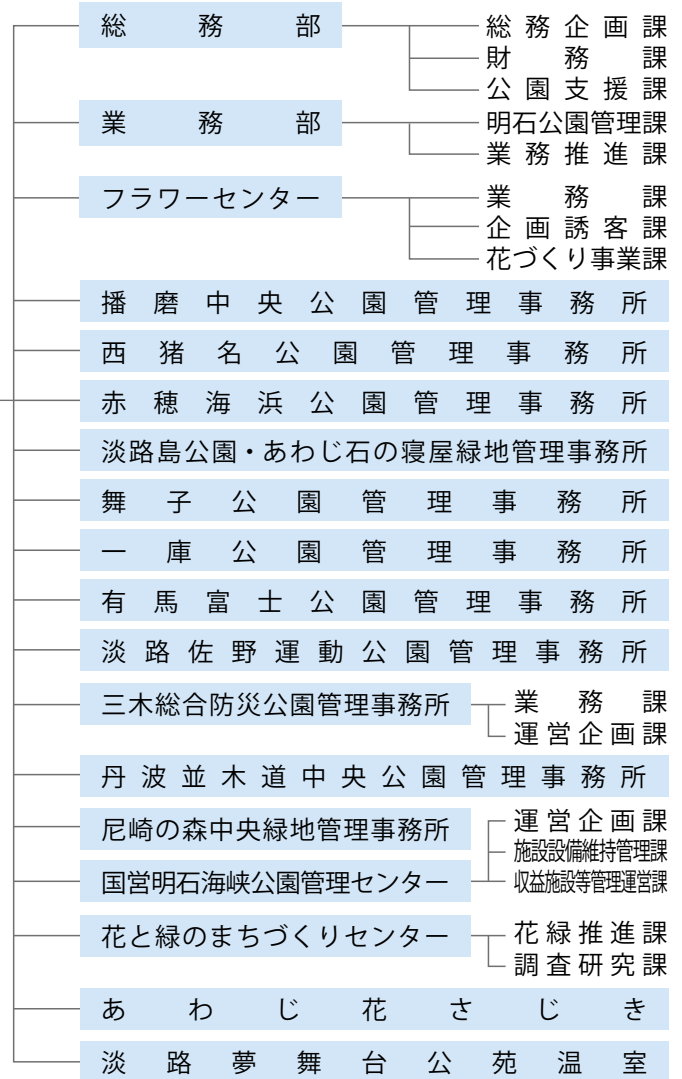 総務部
総務企画課
財務課
公園支援課
業務部
明石公園管理課
業務推進課
フラワーセンター
業務課
企画誘客課
花づくり事業課
播磨中央公園管理事務所
西猪名公園管理事務所
赤穂海浜公園管理事務所
淡路島公園・あわじ石の寝屋緑地管理事務所
舞子公園管理事務所
一庫公園管理事務所
有馬富士公園管理事務所
淡路佐野運動公園管理事務所
三木総合防災公園管理事務所
業務課
運営企画課
丹波並木道中央公園管理事務所
尼崎の森中央緑地管理事務所
国営明石海峡公園管理センター
運営企画課
施設設備維持管理課
収益施設等管理運営課
花と緑のまちづくりセンター
花緑推進課
調査研究課
あわじ花さじき
淡路夢舞台公苑温室